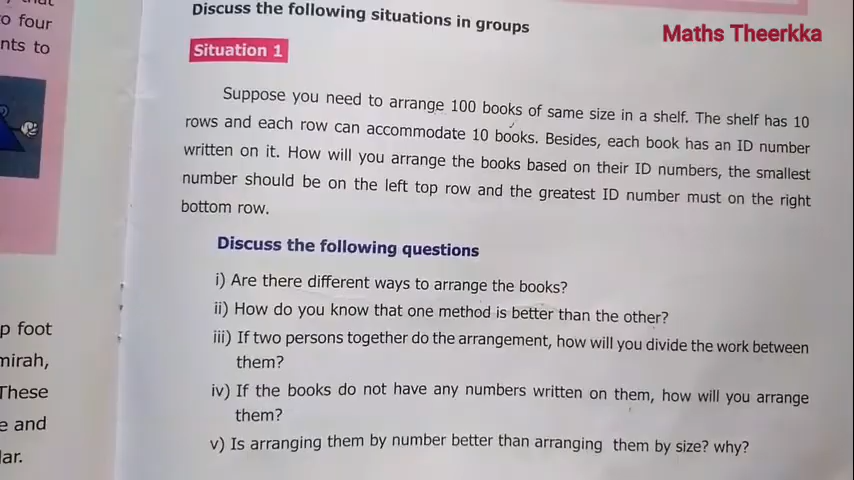 o four
nts to
p foot
mirah,
These
e and
lar.
Discuss the following situations in groups
Maths Theerkka
Situation 1
Suppose you need to arrange 100 books of same size in a shelf. The shelf has 10
rows and each row can accommodate 10 books. Besides, each book has an ID number
written on it. How will you arrange the books based on their ID numbers, the smallest
number should be on the left top row and the greatest ID number must on the right
bottom row.
Discuss the following questions
i) Are there different ways to arrange the books?
ii) How do you know that one method is better than the other?
iii) If two persons together do the arrangement, how will you divide the work between
them?
iv) If the books do not have any numbers written on them, how will you arrange
them?
v) Is arranging them by number better than arranging them by size? why?